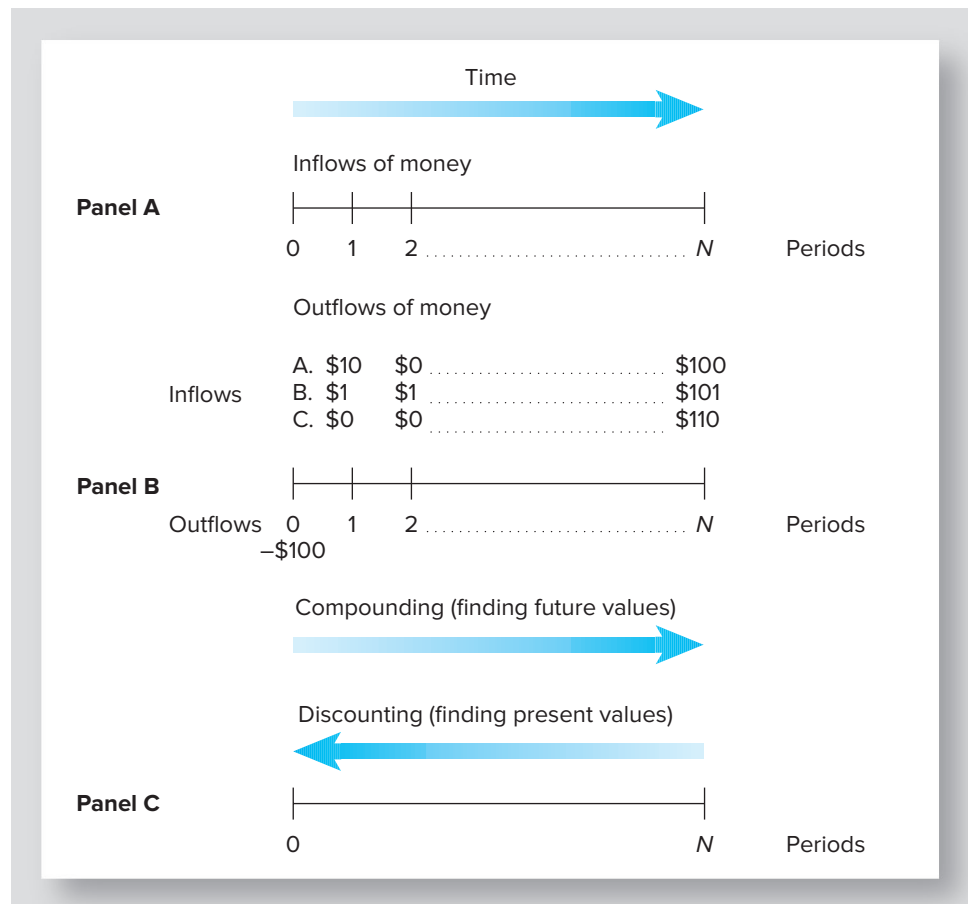 Time
Inflows of money
Panel A
0 1 2 ............................... N Periods
Outflows of money
A. $10 $0 ............................ $100
Inflows B. $1 $1 ............................ $101
C. $0 $0 ............................ $110
Panel B
Outflows 0 1 2 ............................... N Periods
–$100
Compounding (finding future values)
Discounting (finding present values)
Panel C
0 N Periods